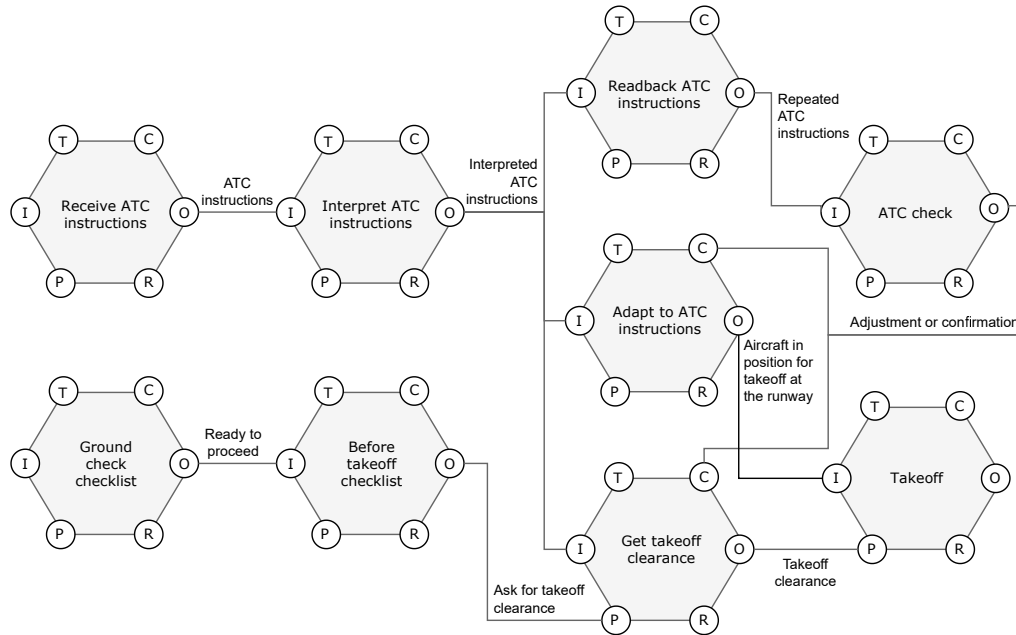 T
C
I
Readback ATC
instructions
O
P
R
Repeated
ATC
instructions
T
C
I
Receive ATC
instructions
O
P
R
ATC
instructions
T
C
I
Interpret ATC
instructions
O
P
R
Interpreted
ATC
instructions
T
C
I
ATC check
O
P
R
T
C
I
Adapt to ATC
instructions
O
P
R
Adjustment or confirmation
Aircraft in
position for
takeoff at
the runway
T
C
I
Ground
check
checklist
O
P
R
Ready to
proceed
T
C
I
Before
takeoff
checklist
O
P
R
Ask for takeoff
clearance
T
C
I
Get takeoff
clearance
O
P
R
Takeoff
clearance
T
C
I
Takeoff
O
P
R